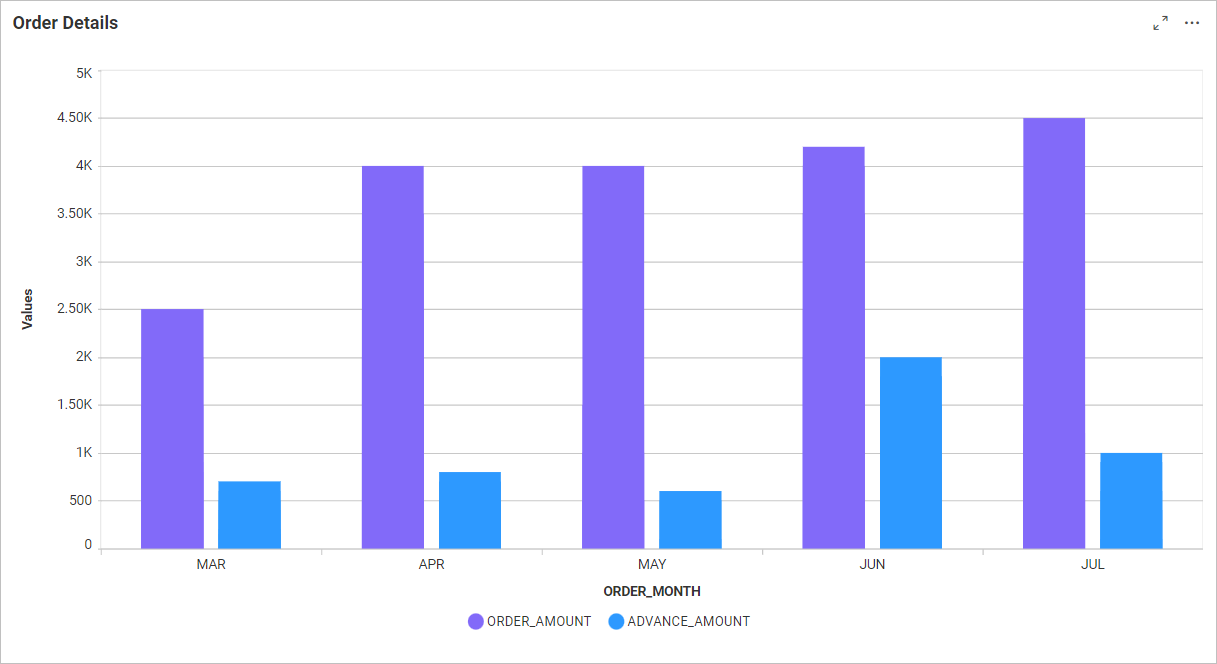 Order Details
5K
4.50K
4K
3.50K
3K
2.50K
2K
1.50K
1K
500
0
Values
MAR APR MAY JUN JUL
ORDER_MONTH
ORDER_AMOUNT ADVANCE_AMOUNT